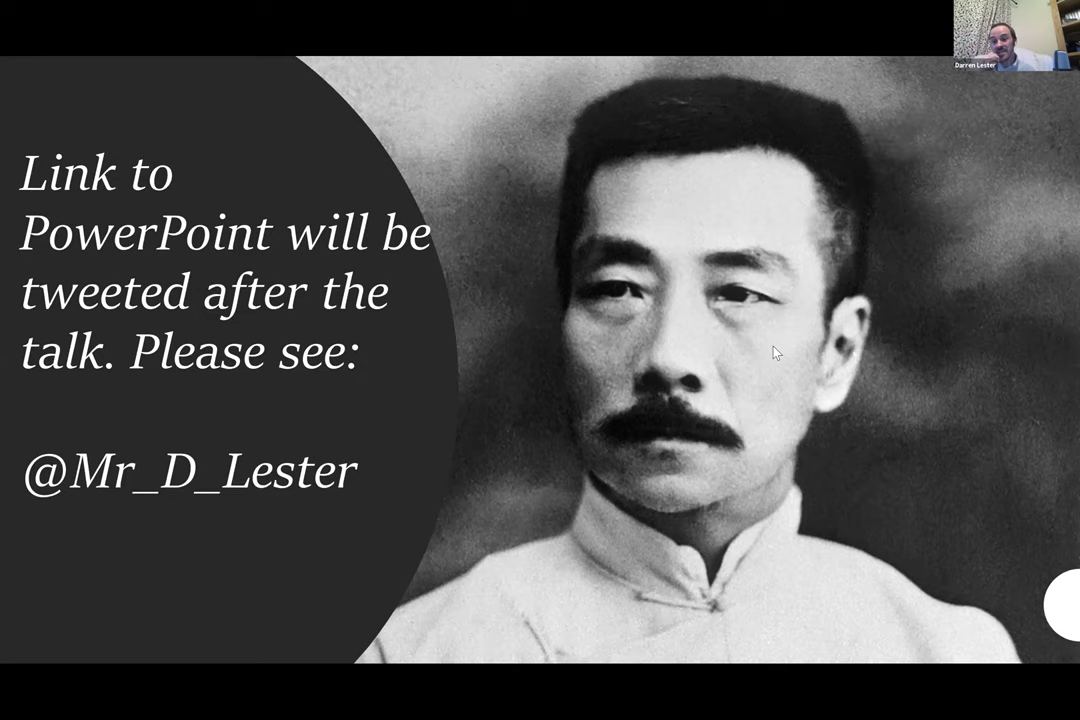 Darren Lester
Link to
PowerPoint will be
tweeted after the
talk. Please see:
@Mr_D_Lester